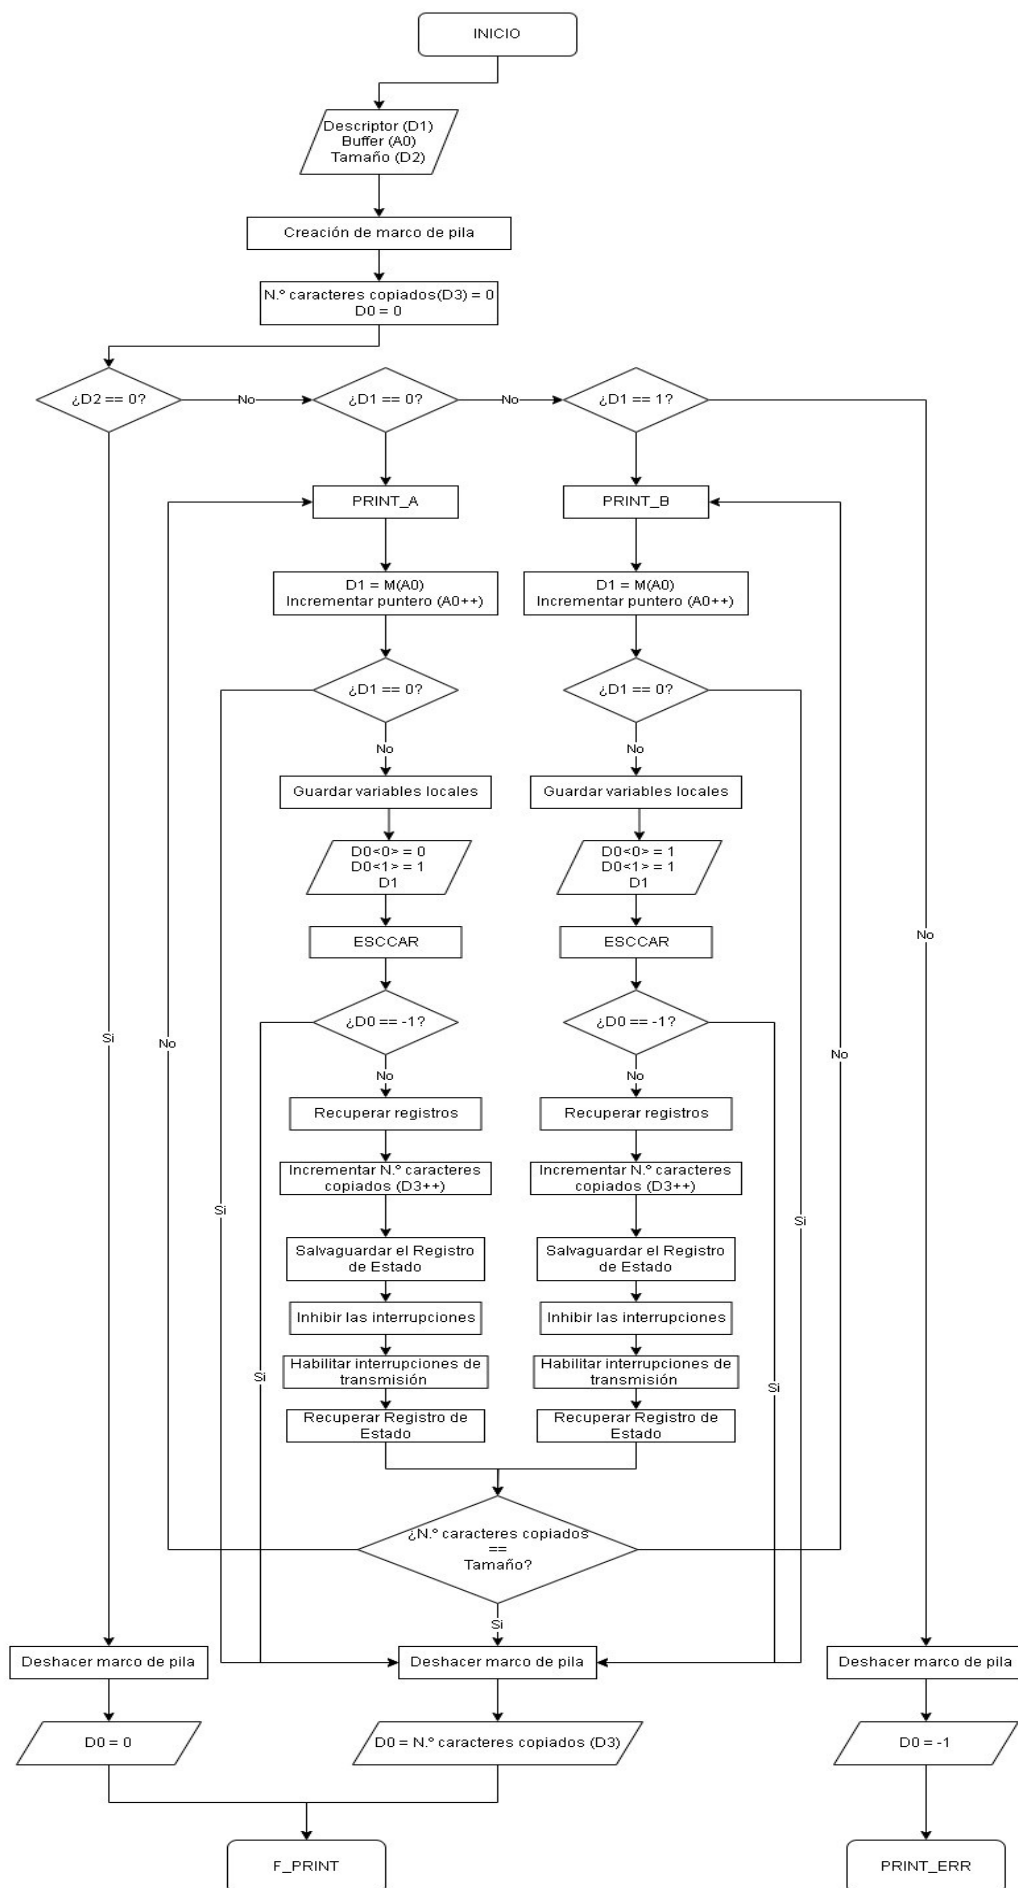 INICIO
Descriptor (D1)
Buffer (A0)
Tamaño (D2)
Creación de marco de pila
N.º caracteres copiados(D3) = 0
D0 = 0
¿D2 == 0?
No
¿D1 == 0?
No
¿D1 == 1?
PRINT_A
PRINT_B
D1 = M(A0)
Incrementar puntero (A0++)
D1 = M(A0)
Incrementar puntero (A0++)
¿D1 == 0?
¿D1 == 0?
No
No
Guardar variables locales
Guardar variables locales
D0<0> = 0
D0<1> = 1
D1
D0<0> = 1
D0<1> = 1
D1
ESCCAR
ESCCAR
No
¿D0 == -1?
¿D0 == -1?
Si
No
No
No
No
Recuperar registros
Recuperar registros
Incrementar N.º caracteres
copiados (D3++)
Incrementar N.º caracteres
copiados (D3++)
Si
Si
Salvaguardar el Registro
de Estado
Salvaguardar el Registro
de Estado
Inhibir las interrupciones
Inhibir las interrupciones
Habilitar interrupciones de
transmisión
Habilitar interrupciones de
transmisión
Si
Si
Recuperar Registro de
Estado
Recuperar Registro de
Estado
¿N.º caracteres copiados
==
Tamaño?
Si
Deshacer marco de pila
Deshacer marco de pila
Deshacer marco de pila
D0 = 0
D0 = N.º caracteres copiados (D3)
D0 = -1
F_PRINT
PRINT_ERR